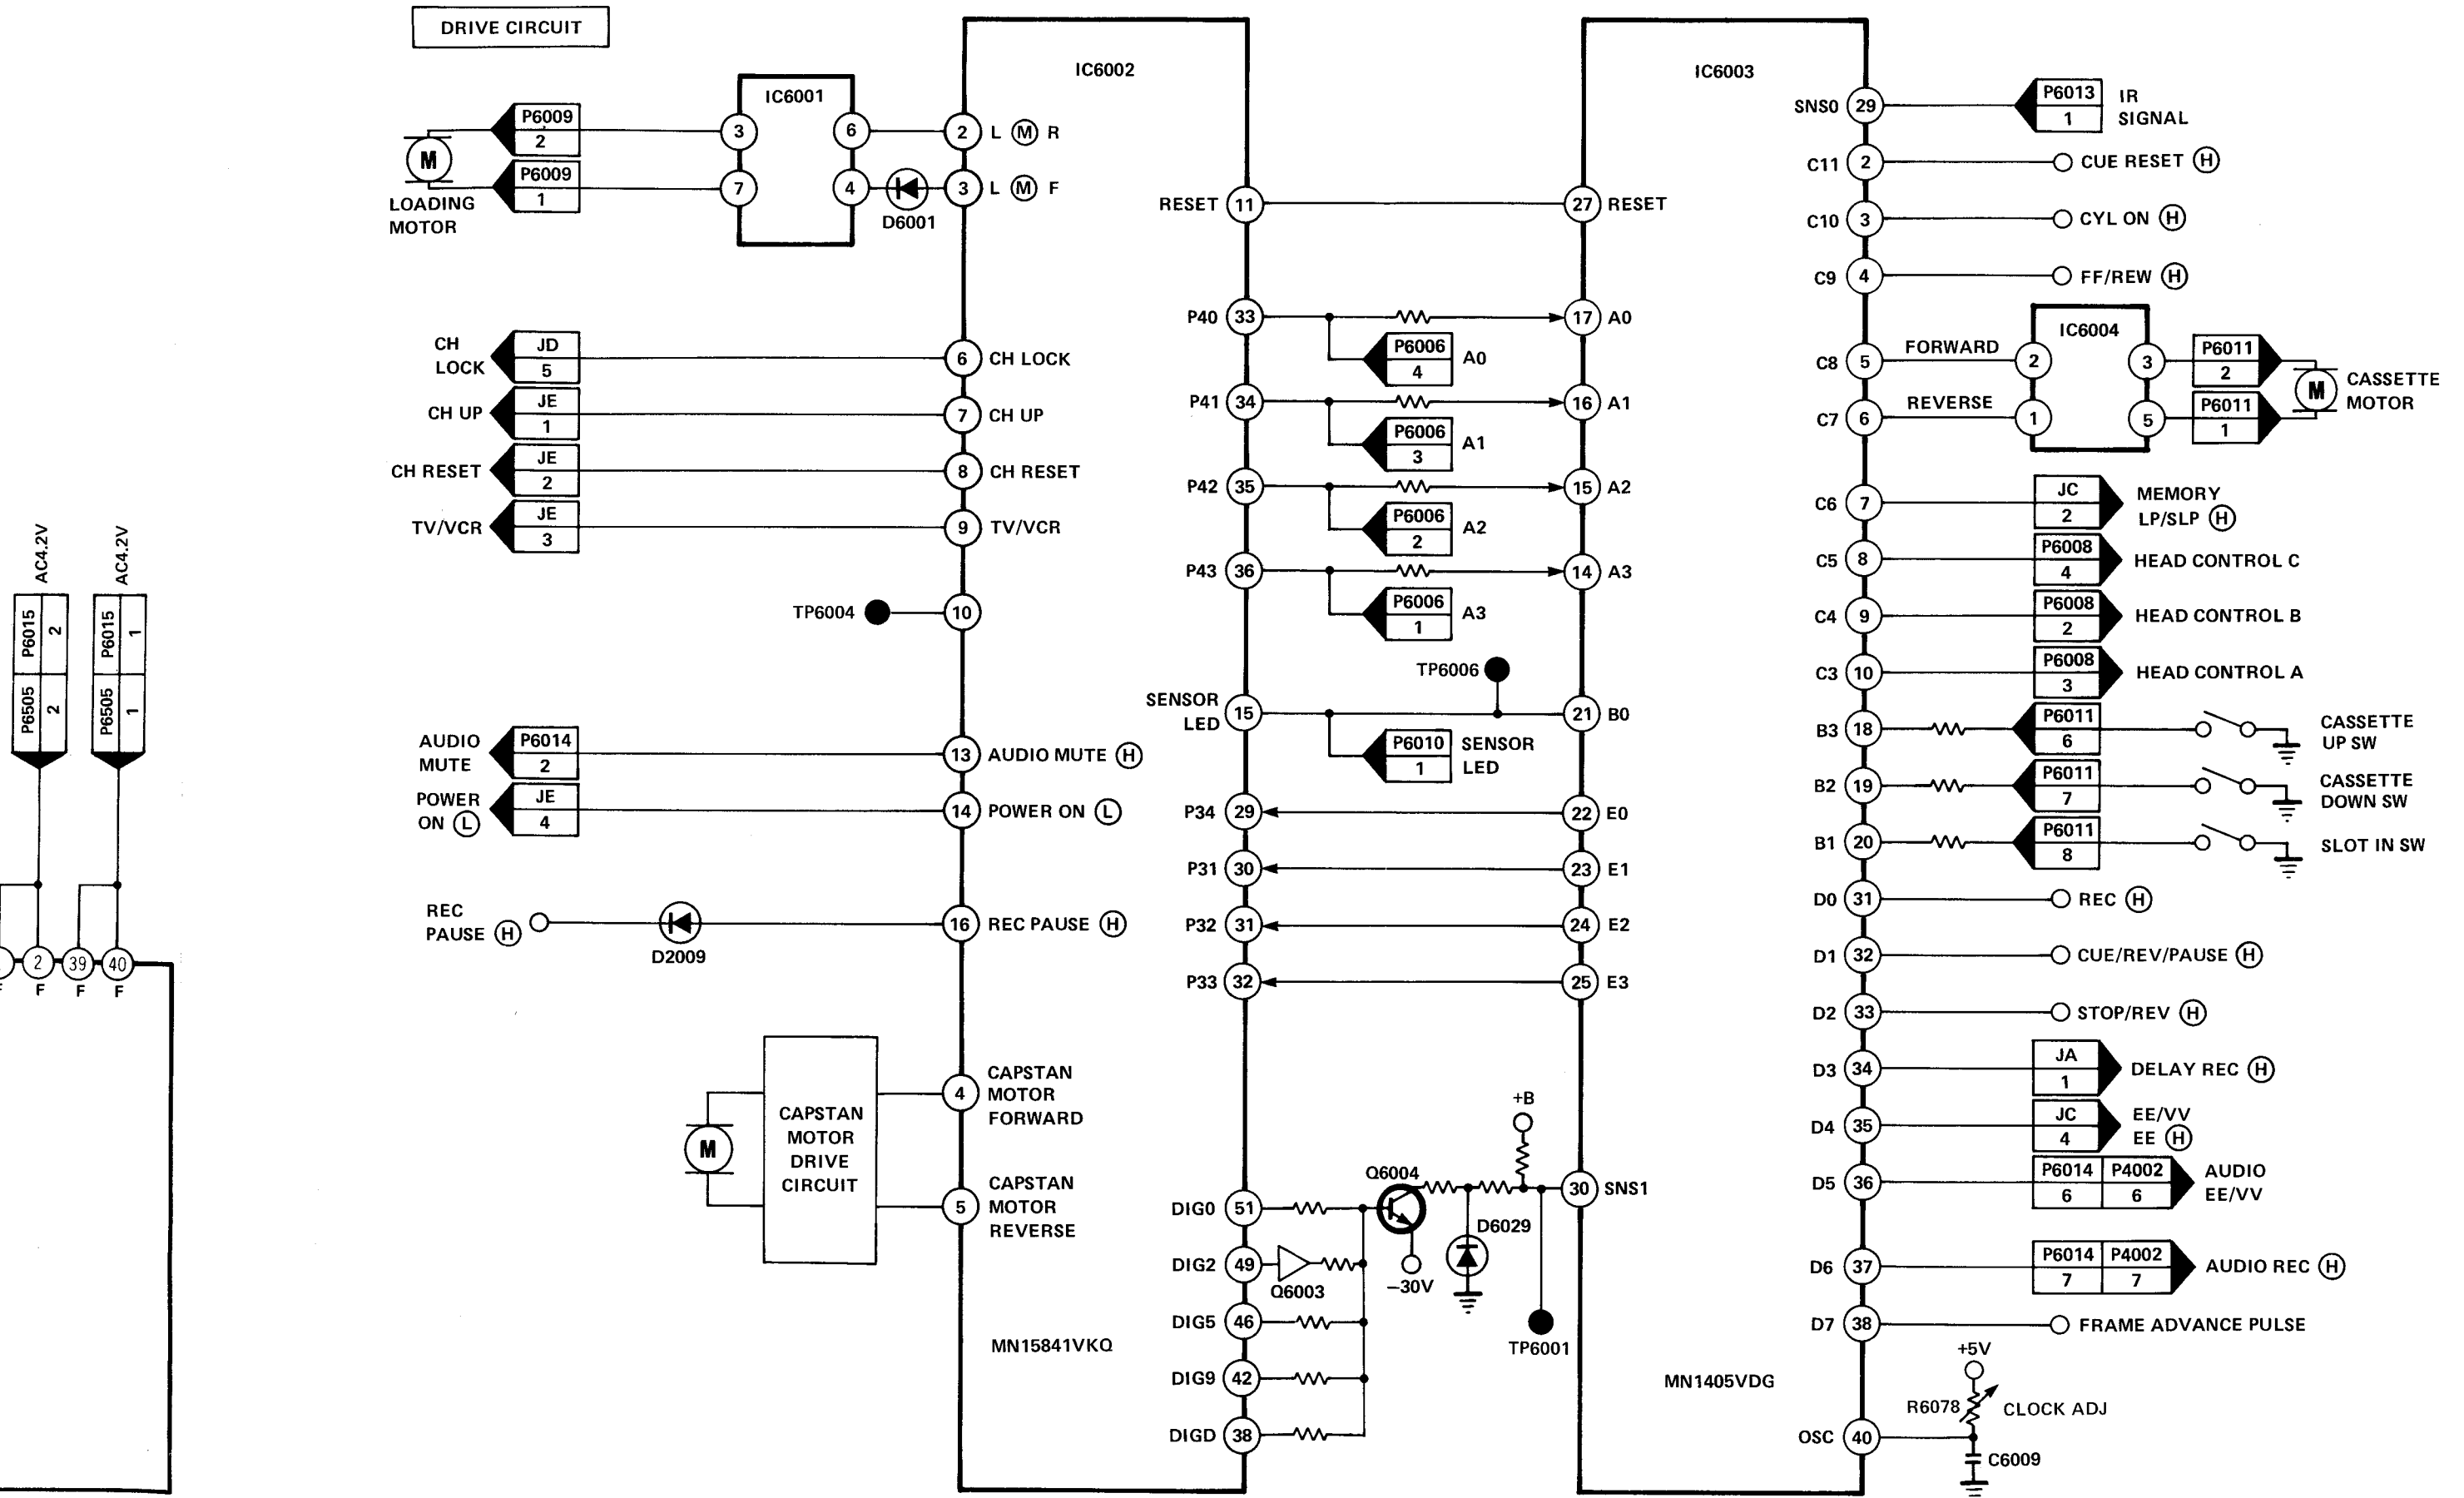 DRIVE CIRCUIT
AC4.2V
AC4.2V
P6015 2
P6505 2
P6015 1
P6505 1
2
39
40
F
F
F
LOADING
MOTOR
M
P6009
2
P6009
1
IC6001
3
7
6
4
D6001
CH
LOCK
JD
5
CH UP
JE
1
CH RESET
JE
2
TV/VCR
JE
3
TP6004
AUDIO
MUTE
P6014
2
POWER
ON L
JE
4
REC
PAUSE H
D2009
M
CAPSTAN
MOTOR
DRIVE
CIRCUIT
IC6002
2 L M R
3 L M F
6 CH LOCK
7 CH UP
8 CH RESET
9 TV/VCR
10
13 AUDIO MUTE H
14 POWER ON L
16 REC PAUSE H
4 CAPSTAN
MOTOR
FORWARD
5 CAPSTAN
MOTOR
REVERSE
MN15841VKQ
RESET 11
P40 33
P41 34
P42 35
P43 36
SENSOR
LED 15
P34 29
P31 30
P32 31
P33 32
DIG0 51
DIG2 49
DIG5 46
DIG9 42
DIGD 38
P6006
4
A0
P6006
3
A1
P6006
2
A2
P6006
1
A3
TP6006
P6010
1
SENSOR
LED
+B
Q6004
D6029
−30V
Q6003
TP6001
IC6003
27 RESET
17 A0
16 A1
15 A2
14 A3
21 B0
22 E0
23 E1
24 E2
25 E3
30 SNS1
MN1405VDG
SNS0 29
P6013
1
IR
SIGNAL
C11 2 CUE RESET H
C10 3 CYL ON H
C9 4 FF/REW H
C8 5 FORWARD 2
C7 6 REVERSE 1
IC6004
3
5
P6011
2
P6011
1
M
CASSETTE
MOTOR
C6 7
JC
2
MEMORY
LP/SLP H
C5 8
P6008
4
HEAD CONTROL C
C4 9
P6008
2
HEAD CONTROL B
C3 10
P6008
3
HEAD CONTROL A
B3 18
P6011
6
CASSETTE
UP SW
B2 19
P6011
7
CASSETTE
DOWN SW
B1 20
P6011
8
SLOT IN SW
D0 31 REC H
D1 32 CUE/REV/PAUSE H
D2 33 STOP/REV H
D3 34
JA
1
DELAY REC H
D4 35
JC
4
EE/VV
EE H
D5 36
P6014 P4002
6 6
AUDIO
EE/VV
D6 37
P6014 P4002
7 7
AUDIO REC H
D7 38 FRAME ADVANCE PULSE
+5V
R6078 CLOCK ADJ
OSC 40
C6009